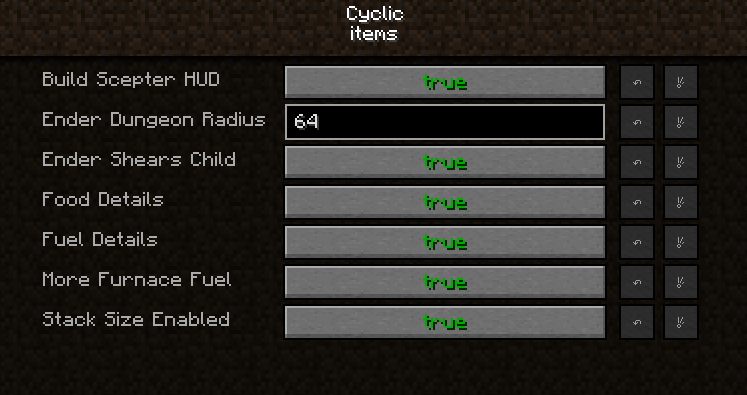 Cyclic
items
Build Scepter HUD true
Ender Dungeon Radius 64
Ender Shears Child true
Food Details true
Fuel Details true
More Furnace Fuel true
Stack Size Enabled true